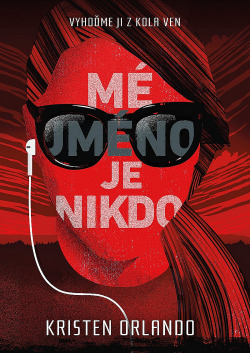 VYHOĎME JI Z KOLA VEN
MÉ
JMÉNO
JE
NIKDO
KRISTEN ORLANDO